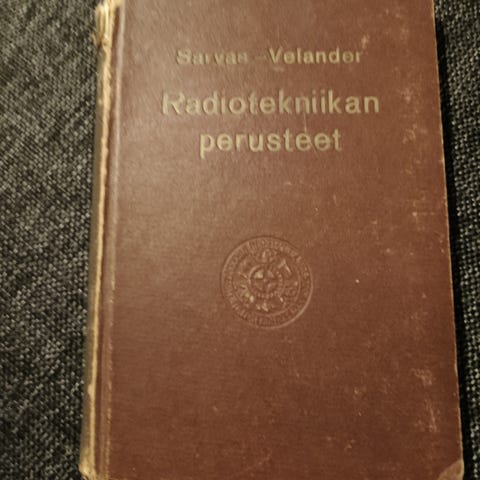 Sarvas – Velander
Radiotekniikan
perusteet